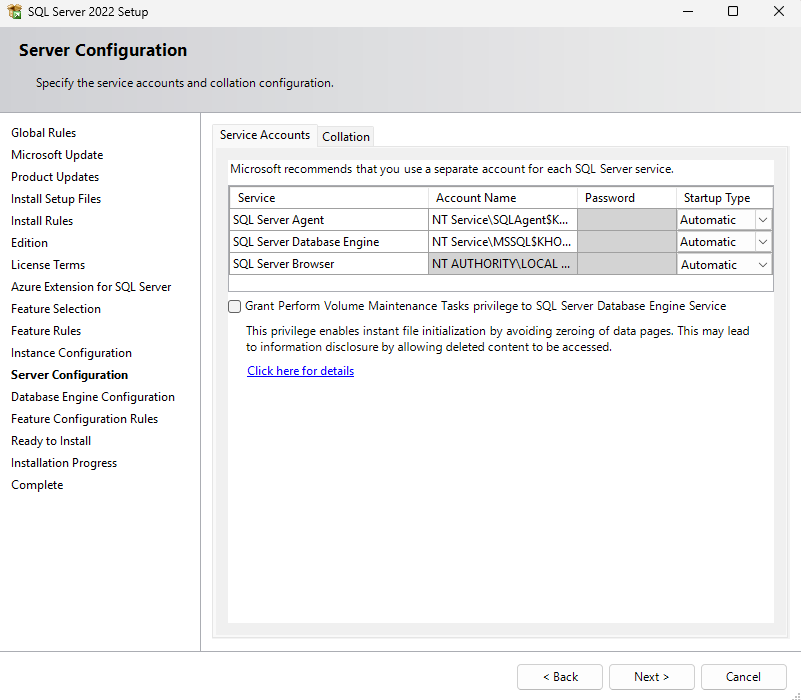 SQL Server 2022 Setup
Server Configuration
Specify the service accounts and collation configuration.
Global Rules
Microsoft Update
Product Updates
Install Setup Files
Install Rules
Edition
License Terms
Azure Extension for SQL Server
Feature Selection
Feature Rules
Instance Configuration
Server Configuration
Database Engine Configuration
Feature Configuration Rules
Ready to Install
Installation Progress
Complete
Service Accounts Collation
Microsoft recommends that you use a separate account for each SQL Server service.
Service Account Name Password Startup Type
SQL Server Agent NT Service\SQLAgent$K... Automatic
SQL Server Database Engine NT Service\MSSQL$KHO... Automatic
SQL Server Browser NT AUTHORITY\LOCAL ... Automatic
Grant Perform Volume Maintenance Tasks privilege to SQL Server Database Engine Service
This privilege enables instant file initialization by avoiding zeroing of data pages. This may lead
to information disclosure by allowing deleted content to be accessed.
Click here for details
< Back Next > Cancel